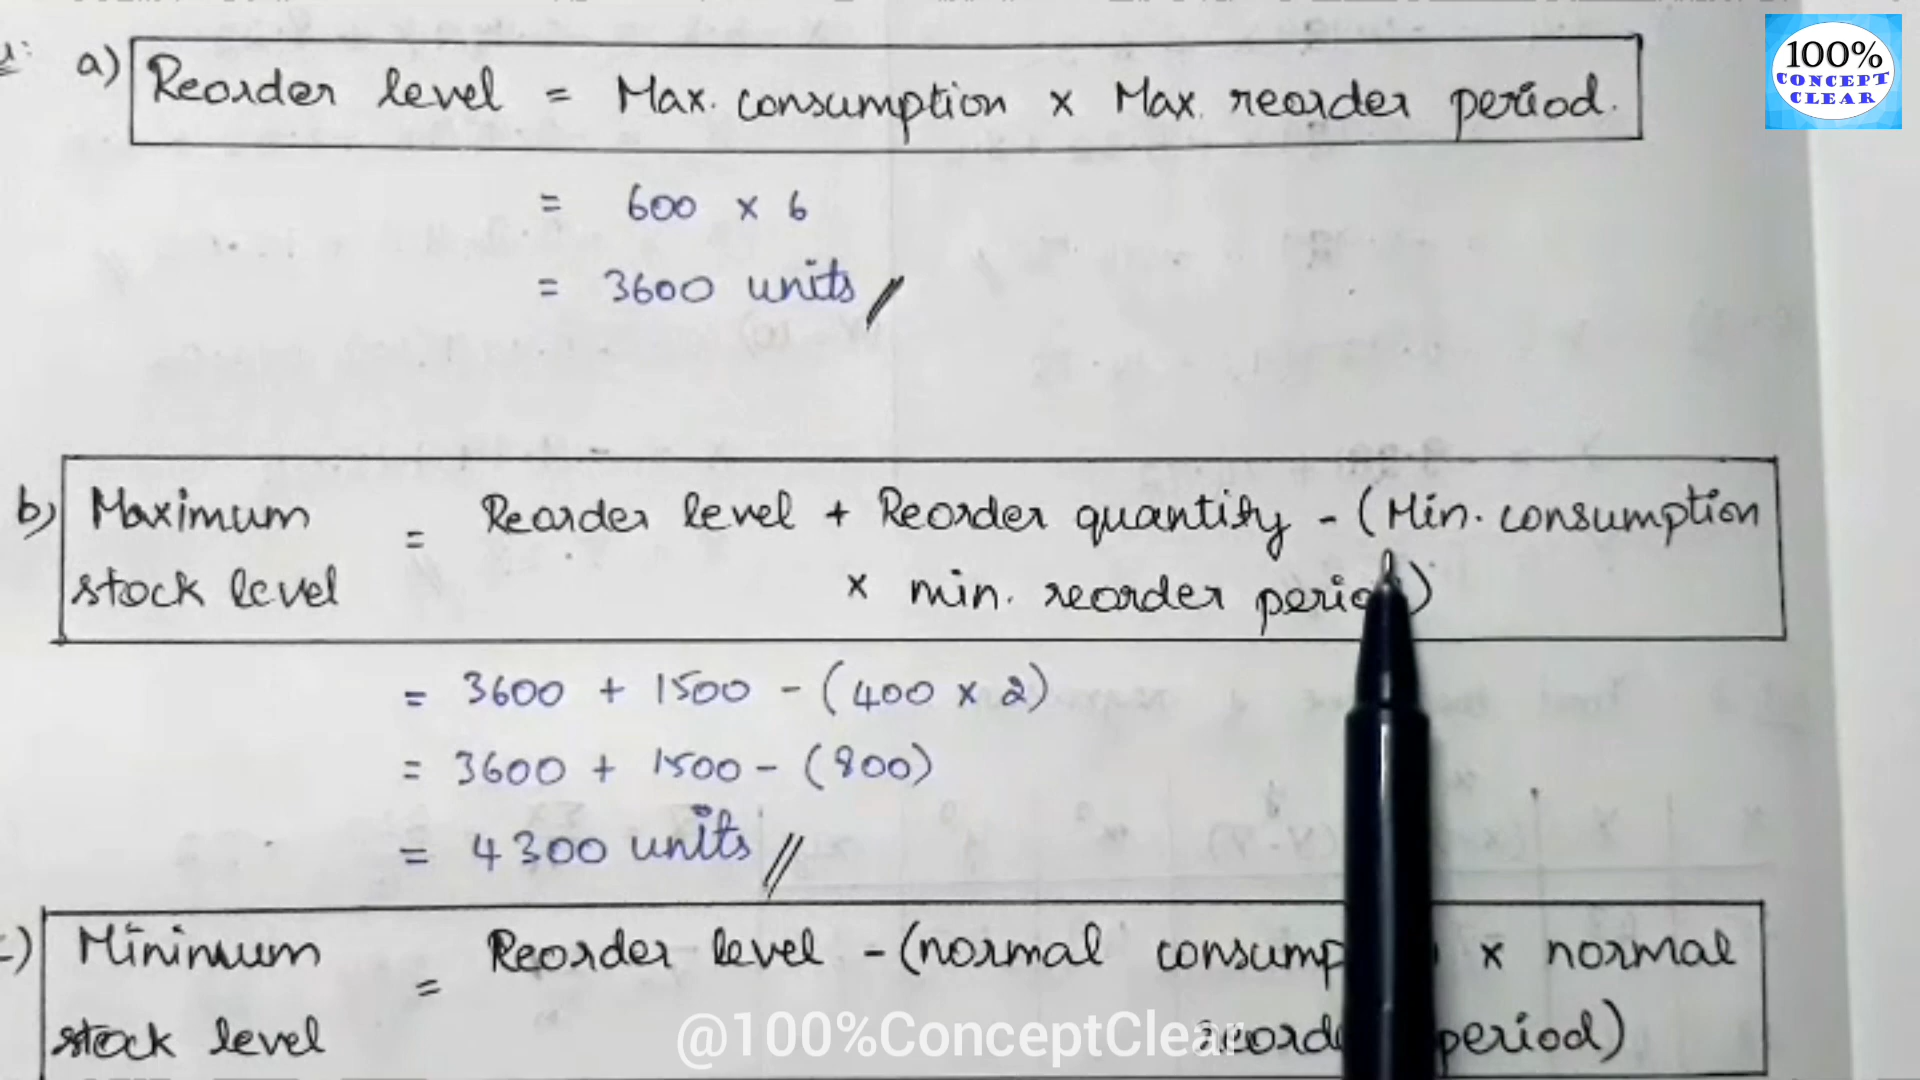 100%
CONCEPT
CLEAR
a) Reorder level = Max. consumption x Max. reorder period.
= 600 x 6
= 3600 units
b) Maximum stock level = Reorder level + Reorder quantity - (Min. consumption
x min. reorder period)
= 3600 + 1500 - (400 x 2)
= 3600 + 1500 - (800)
= 4300 units
c) Minimum stock level = Reorder level - (normal consump x normal
period)
@100%ConceptClear